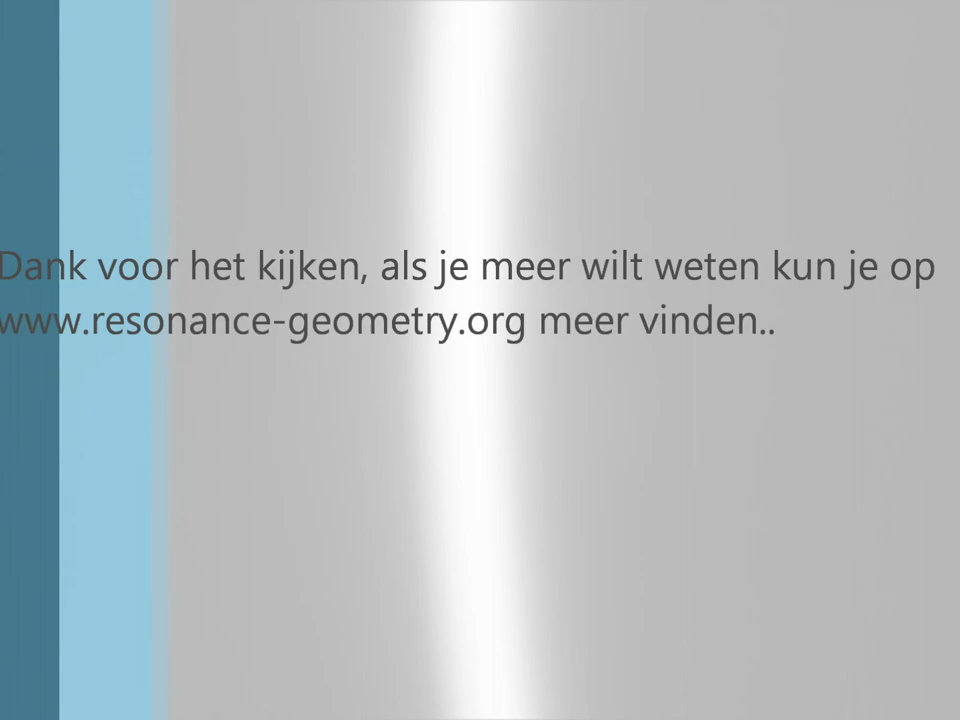 Dank voor het kijken, als je meer wilt weten kun je op
www.resonance-geometry.org meer vinden..